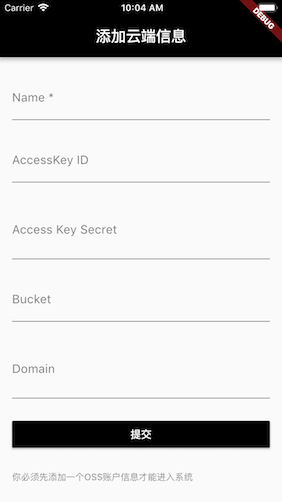 Carrier 10:04 AM
DEBUG
添加云端信息
Name *
AccessKey ID
Access Key Secret
Bucket
Domain
提交
你必须先添加一个OSS账户信息才能进入系统